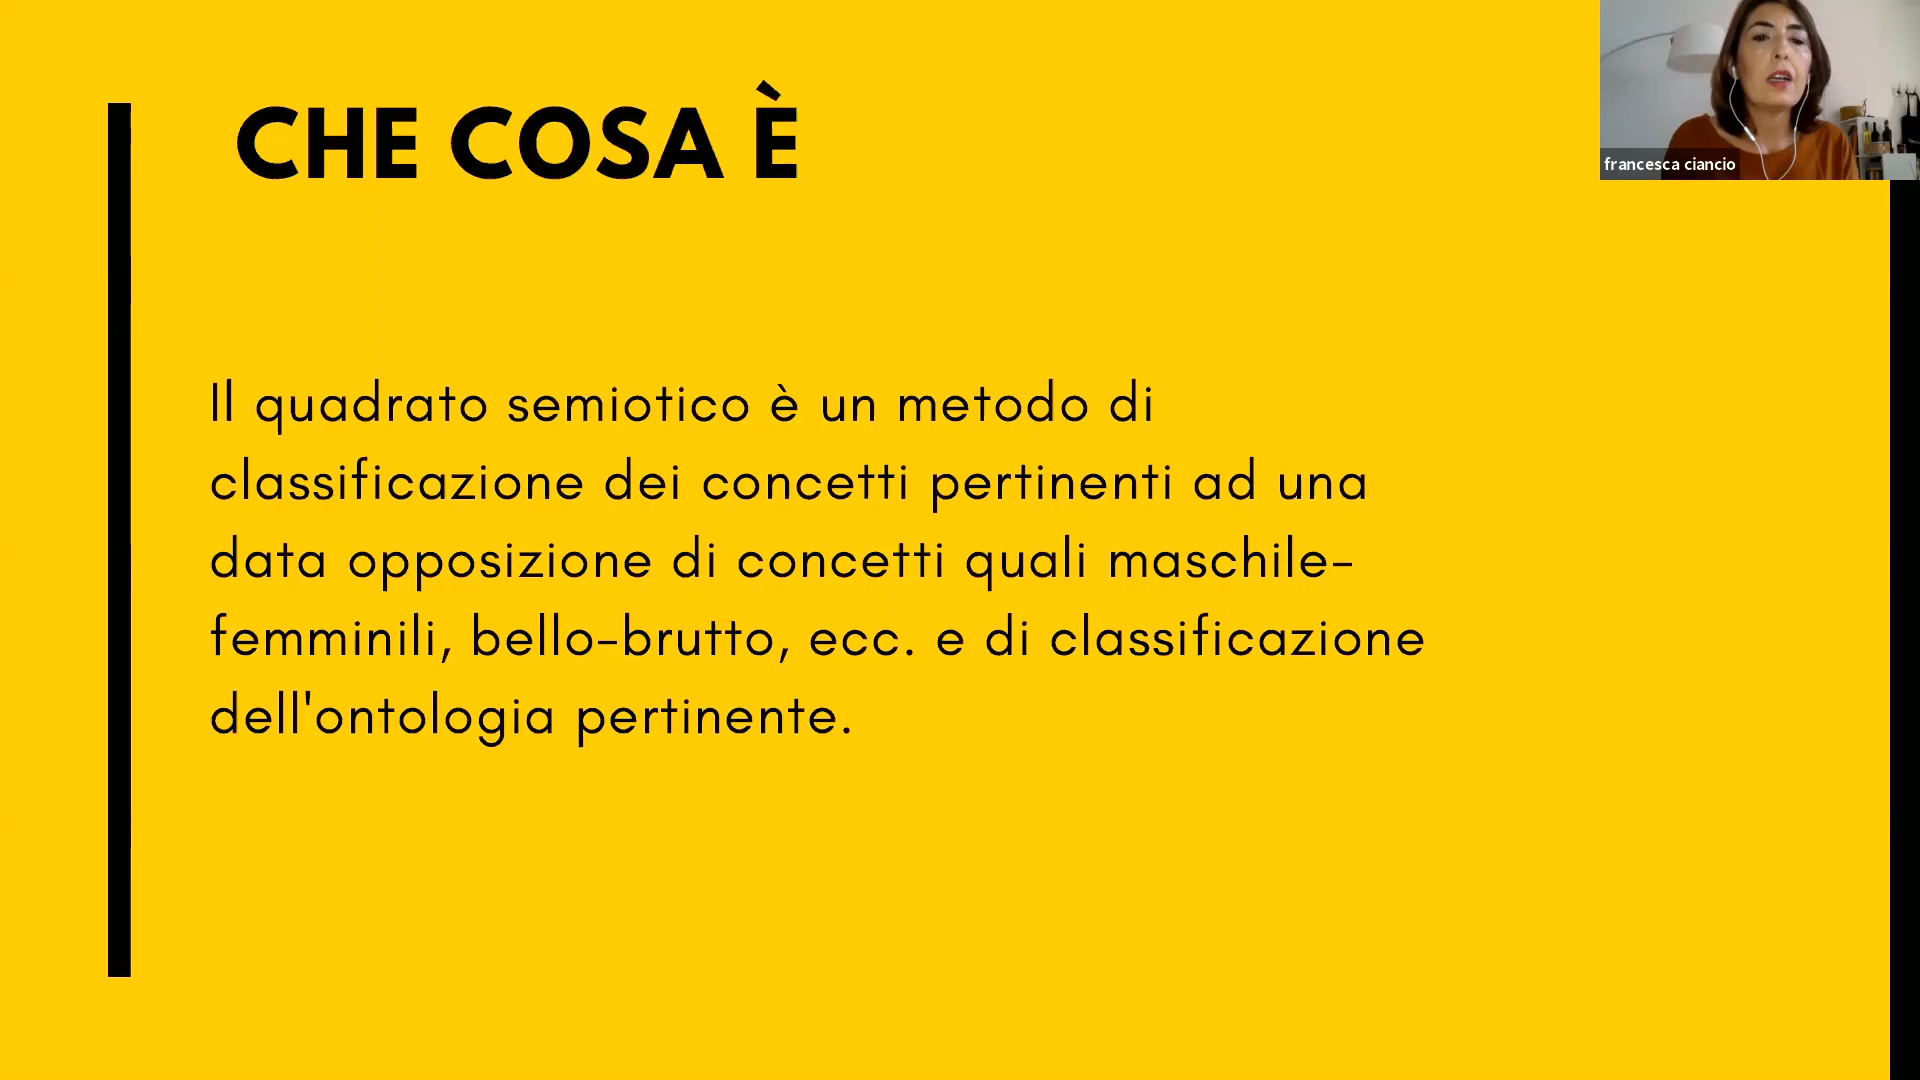 CHE COSA È
francesca ciancio
Il quadrato semiotico è un metodo di
classificazione dei concetti pertinenti ad una
data opposizione di concetti quali maschile-
femminili, bello-brutto, ecc. e di classificazione
dell'ontologia pertinente.